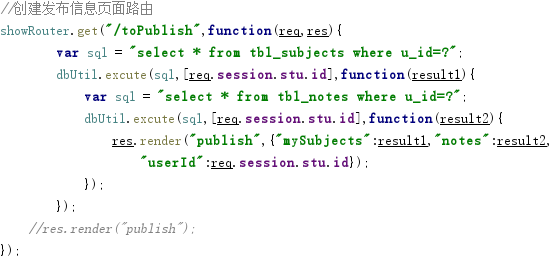 //创建发布信息页面路由
showRouter.get("/toPublish",function(req,res){
var sql = "select * from tbl_subjects where u_id=?";
dbUtil.excute(sql,[req.session.stu.id],function(result1){
var sql = "select * from tbl_notes where u_id=?";
dbUtil.excute(sql,[req.session.stu.id],function(result2){
res.render("publish",{"mySubjects":result1,"notes":result2,
"userId":req.session.stu.id});
});
});
//res.render("publish");
});